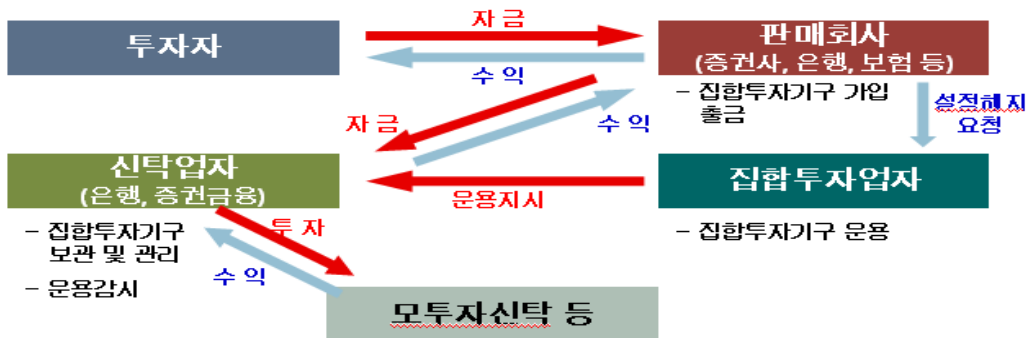 자 금
투자자
판매회사
(증권사, 은행, 보험 등)
수 익
– 집합투자기구 가입
출금
설정해지
요청
자 금
수 익
신탁업자
(은행, 증권금융)
집합투자업자
운용지시
– 집합투자기구
보관 및 관리
– 운용감시
투 자
수 익
– 집합투자기구 운용
모투자신탁 등